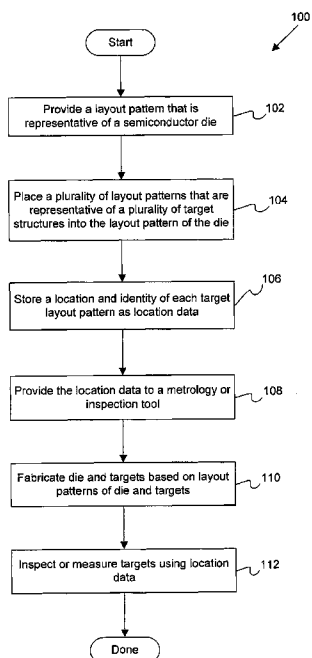 100
Start
Provide a layout pattern that is
representative of a semiconductor die
102
Place a plurality of layout patterns that are
representative of a plurality of target
structures into the layout pattern of the die
104
Store a location and identity of each target
layout pattern as location data
106
Provide the location data to a metrology or
inspection tool
108
Fabricate die and targets based on layout
patterns of die and targets
110
Inspect or measure targets using location
data
112
Done